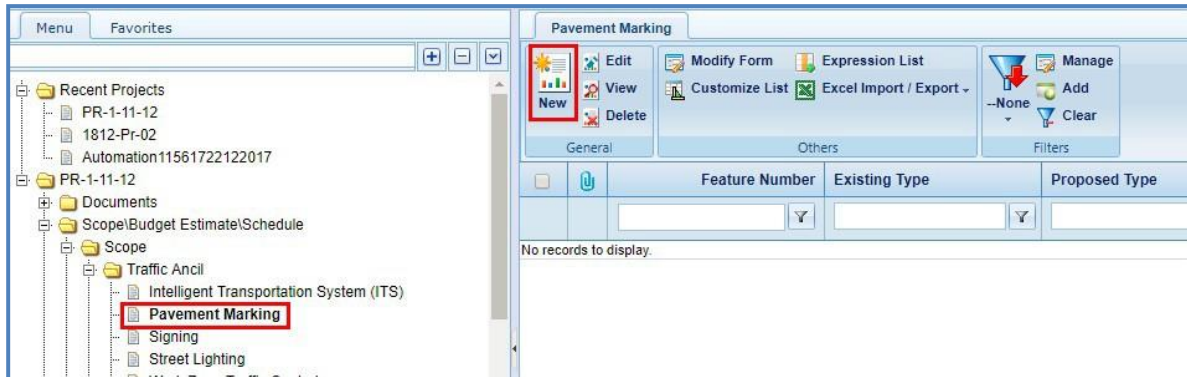 Menu Favorites
Recent Projects
PR-1-11-12
1812-Pr-02
Automation11561722122017
PR-1-11-12
Documents
Scope\Budget Estimate\Schedule
Scope
Traffic Ancil
Intelligent Transportation System (ITS)
Pavement Marking
Signing
Street Lighting
Pavement Marking
New
Edit
View
Delete
General
Modify Form Expression List
Customize List Excel Import / Export
Others
--None
Manage
Add
Clear
Filters
Feature Number Existing Type Proposed Type
No records to display.